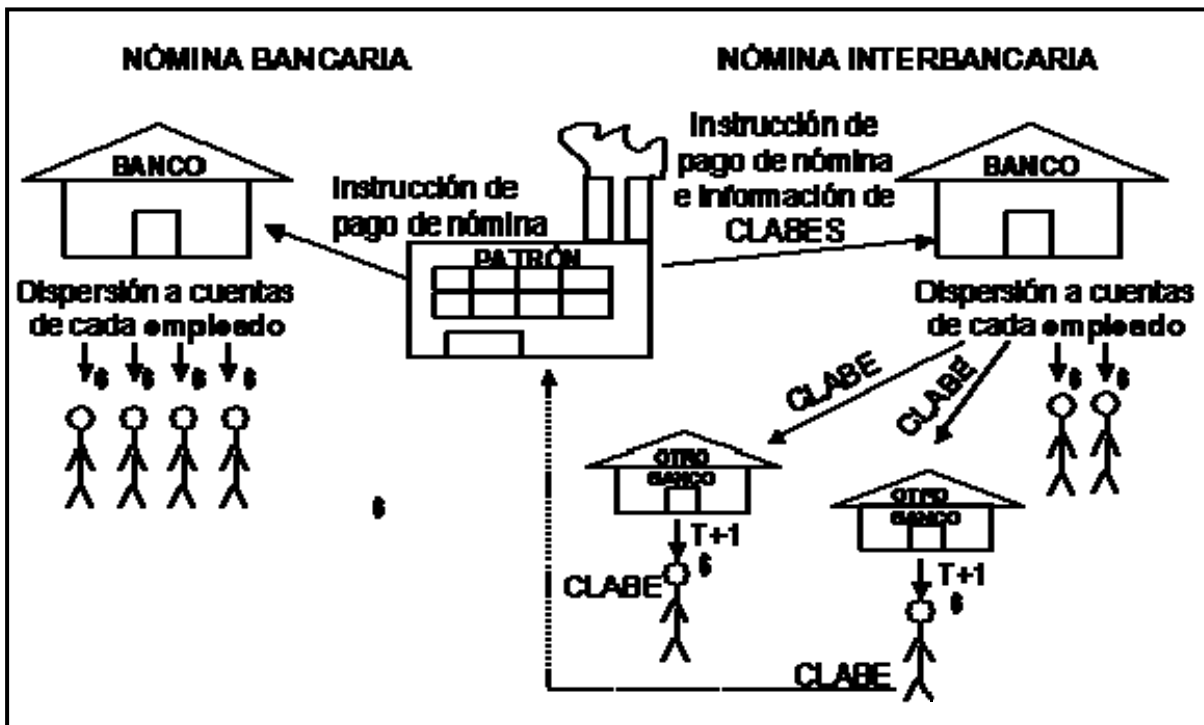 NÓMINA BANCARIA
NÓMINA INTERBANCARIA
BANCO
Instrucción de
pago de nómina
PATRÓN
Instrucción de
pago de nómina
e información de
CLABES
BANCO
Dispersión a cuentas
de cada empleado
$ $ $ $
Dispersión a cuentas
de cada empleado
$ $
CLABE
CLABE
OTRO
BANCO
OTRO
BANCO
T+1
$
CLABE
T+1
$
CLABE
$